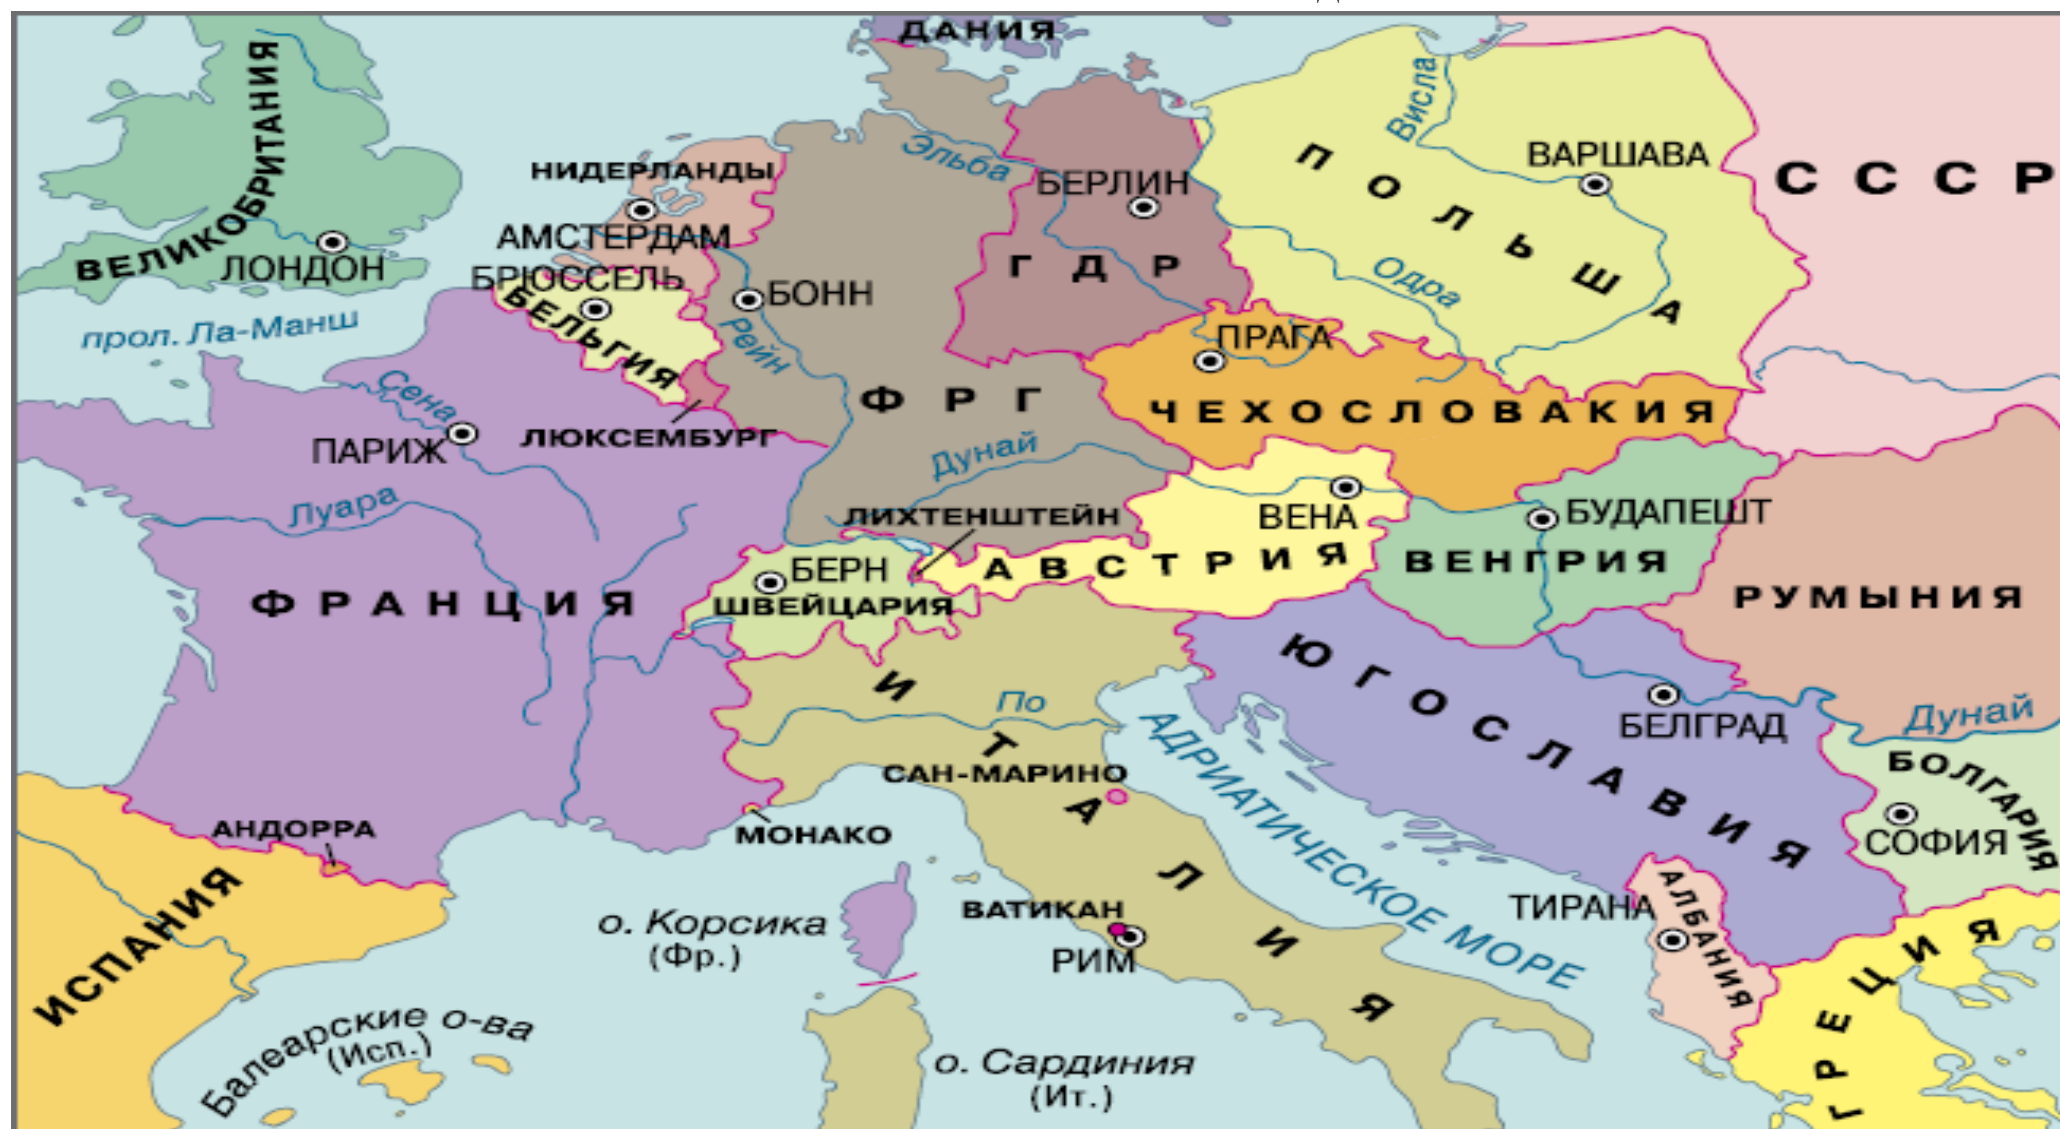 ДАНИЯ
ВЕЛИКОБРИТАНИЯ
ЛОНДОН
НИДЕРЛАНДЫ
АМСТЕРДАМ
БРЮССЕЛЬ
БЕЛЬГИЯ
ЛЮКСЕМБУРГ
прол. Ла-Манш
Эльба
БЕРЛИН
ГДР
БОНН
Рейн
ФРГ
Висла
ВАРШАВА
ПОЛЬША
Одра
СССР
ПРАГА
ЧЕХОСЛОВАКИЯ
Сена
ПАРИЖ
Луара
ФРАНЦИЯ
Дунай
ЛИХТЕНШТЕЙН
БЕРН
ШВЕЙЦАРИЯ
ВЕНА
АВСТРИЯ
БУДАПЕШТ
ВЕНГРИЯ
РУМЫНИЯ
ЮГОСЛАВИЯ
БЕЛГРАД
Дунай
БОЛГАРИЯ
СОФИЯ
ИТАЛИЯ
По
САН-МАРИНО
АДРИАТИЧЕСКОЕ МОРЕ
МОНАКО
АНДОРРА
ИСПАНИЯ
о. Корсика
(Фр.)
ВАТИКАН
РИМ
ТИРАНА
АЛБАНИЯ
ГРЕЦИЯ
Балеарские о-ва
(Исп.)
о. Сардиния
(Ит.)